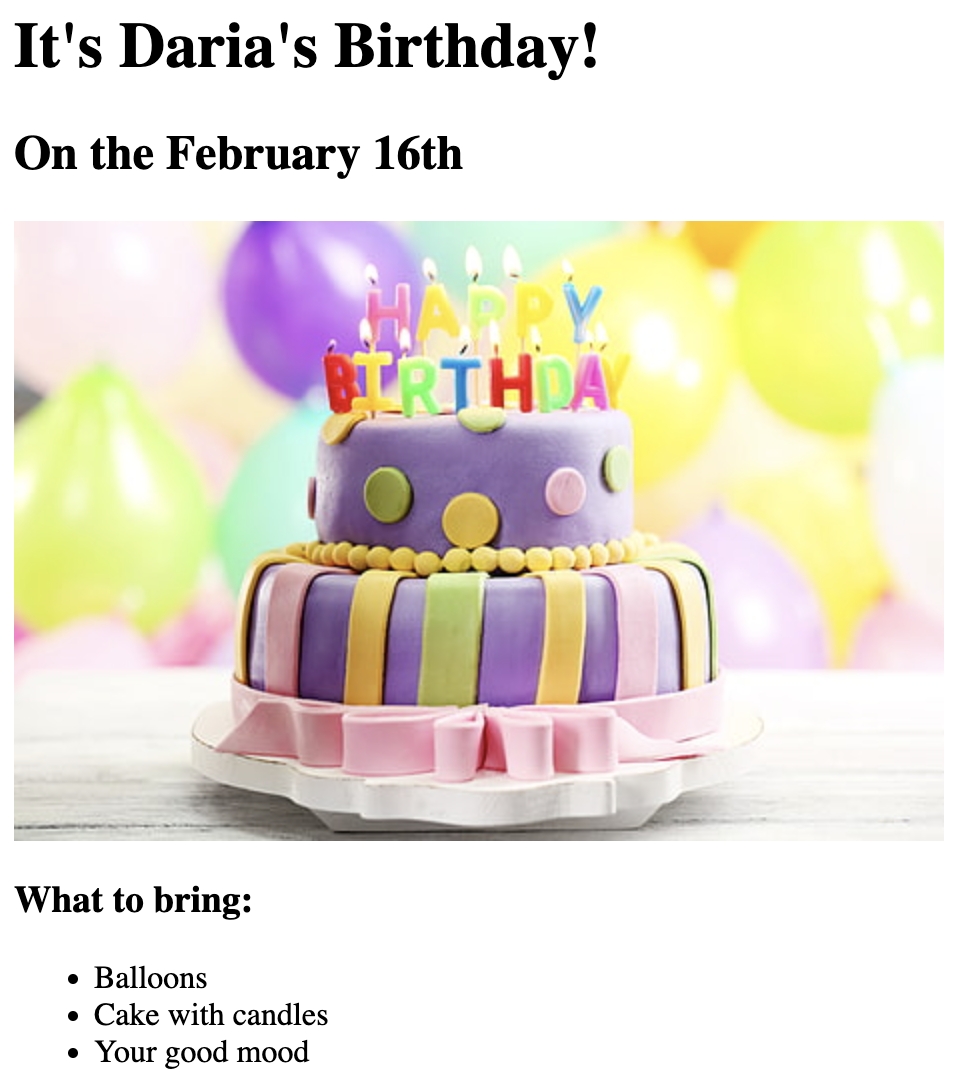 It's Daria's Birthday!
On the February 16th
HAPPY
BIRTHDAY
What to bring:
Balloons
Cake with candles
Your good mood